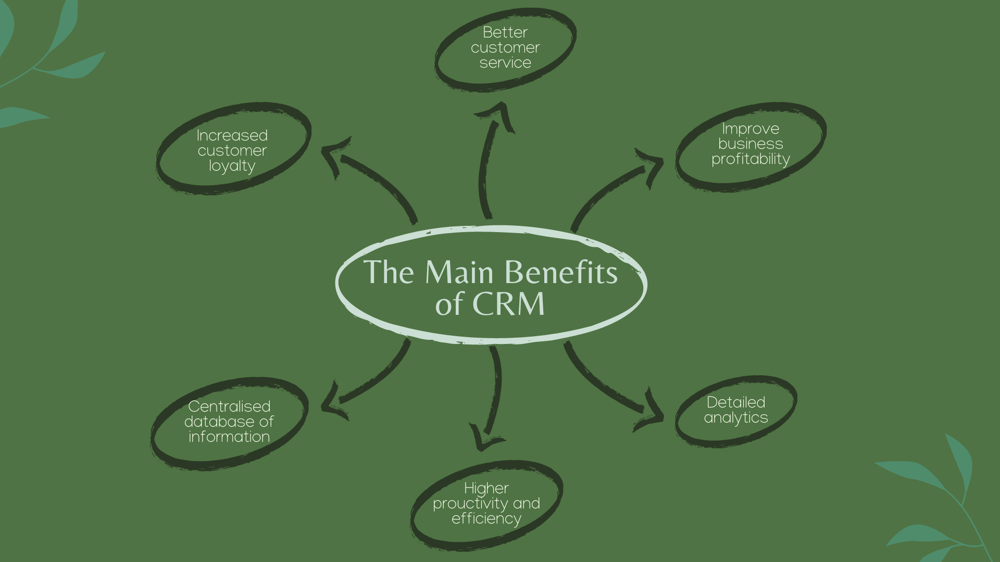 Better
customer
service
Increased
customer
loyalty
Improve
business
profitability
The Main Benefits
of CRM
Centralised
database of
information
Detailed
analytics
Higher
prouctivity and
efficiency